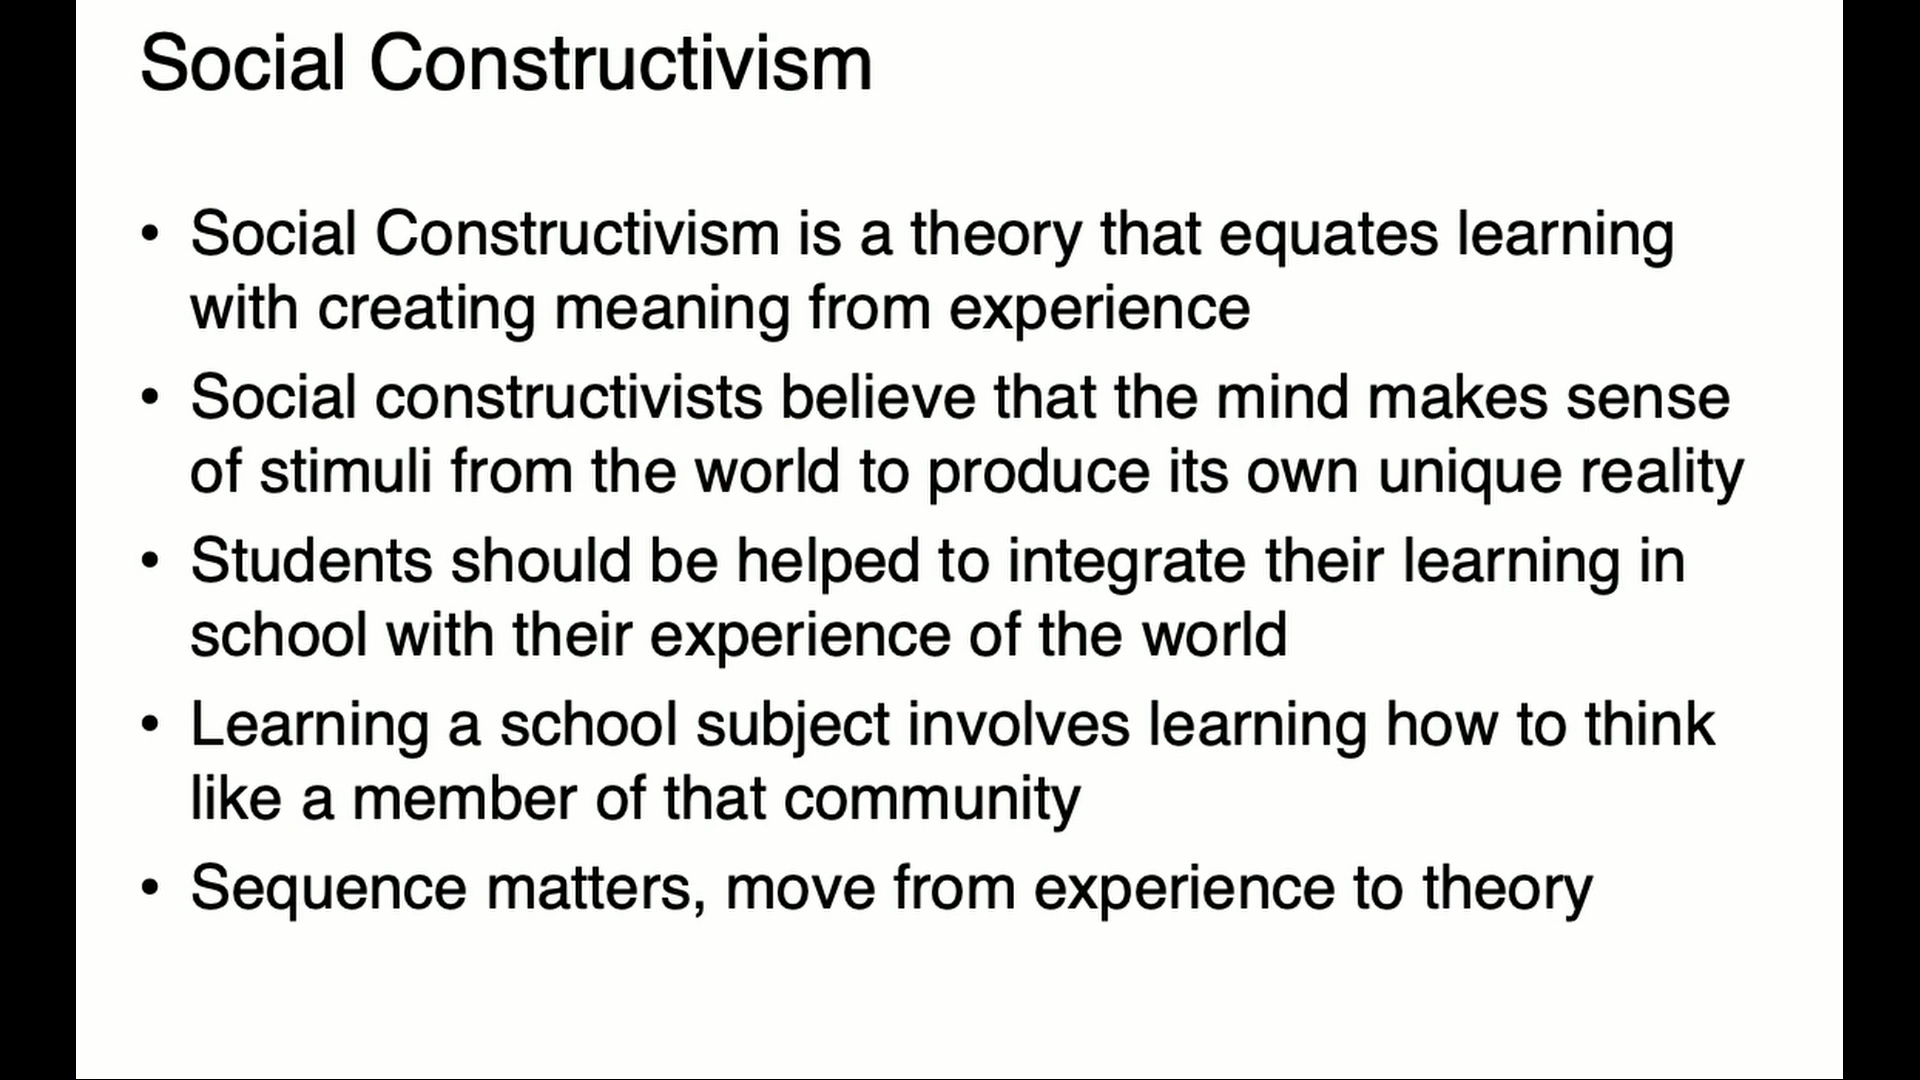 Social Constructivism
• Social Constructivism is a theory that equates learning
with creating meaning from experience
• Social constructivists believe that the mind makes sense
of stimuli from the world to produce its own unique reality
• Students should be helped to integrate their learning in
school with their experience of the world
• Learning a school subject involves learning how to think
like a member of that community
• Sequence matters, move from experience to theory